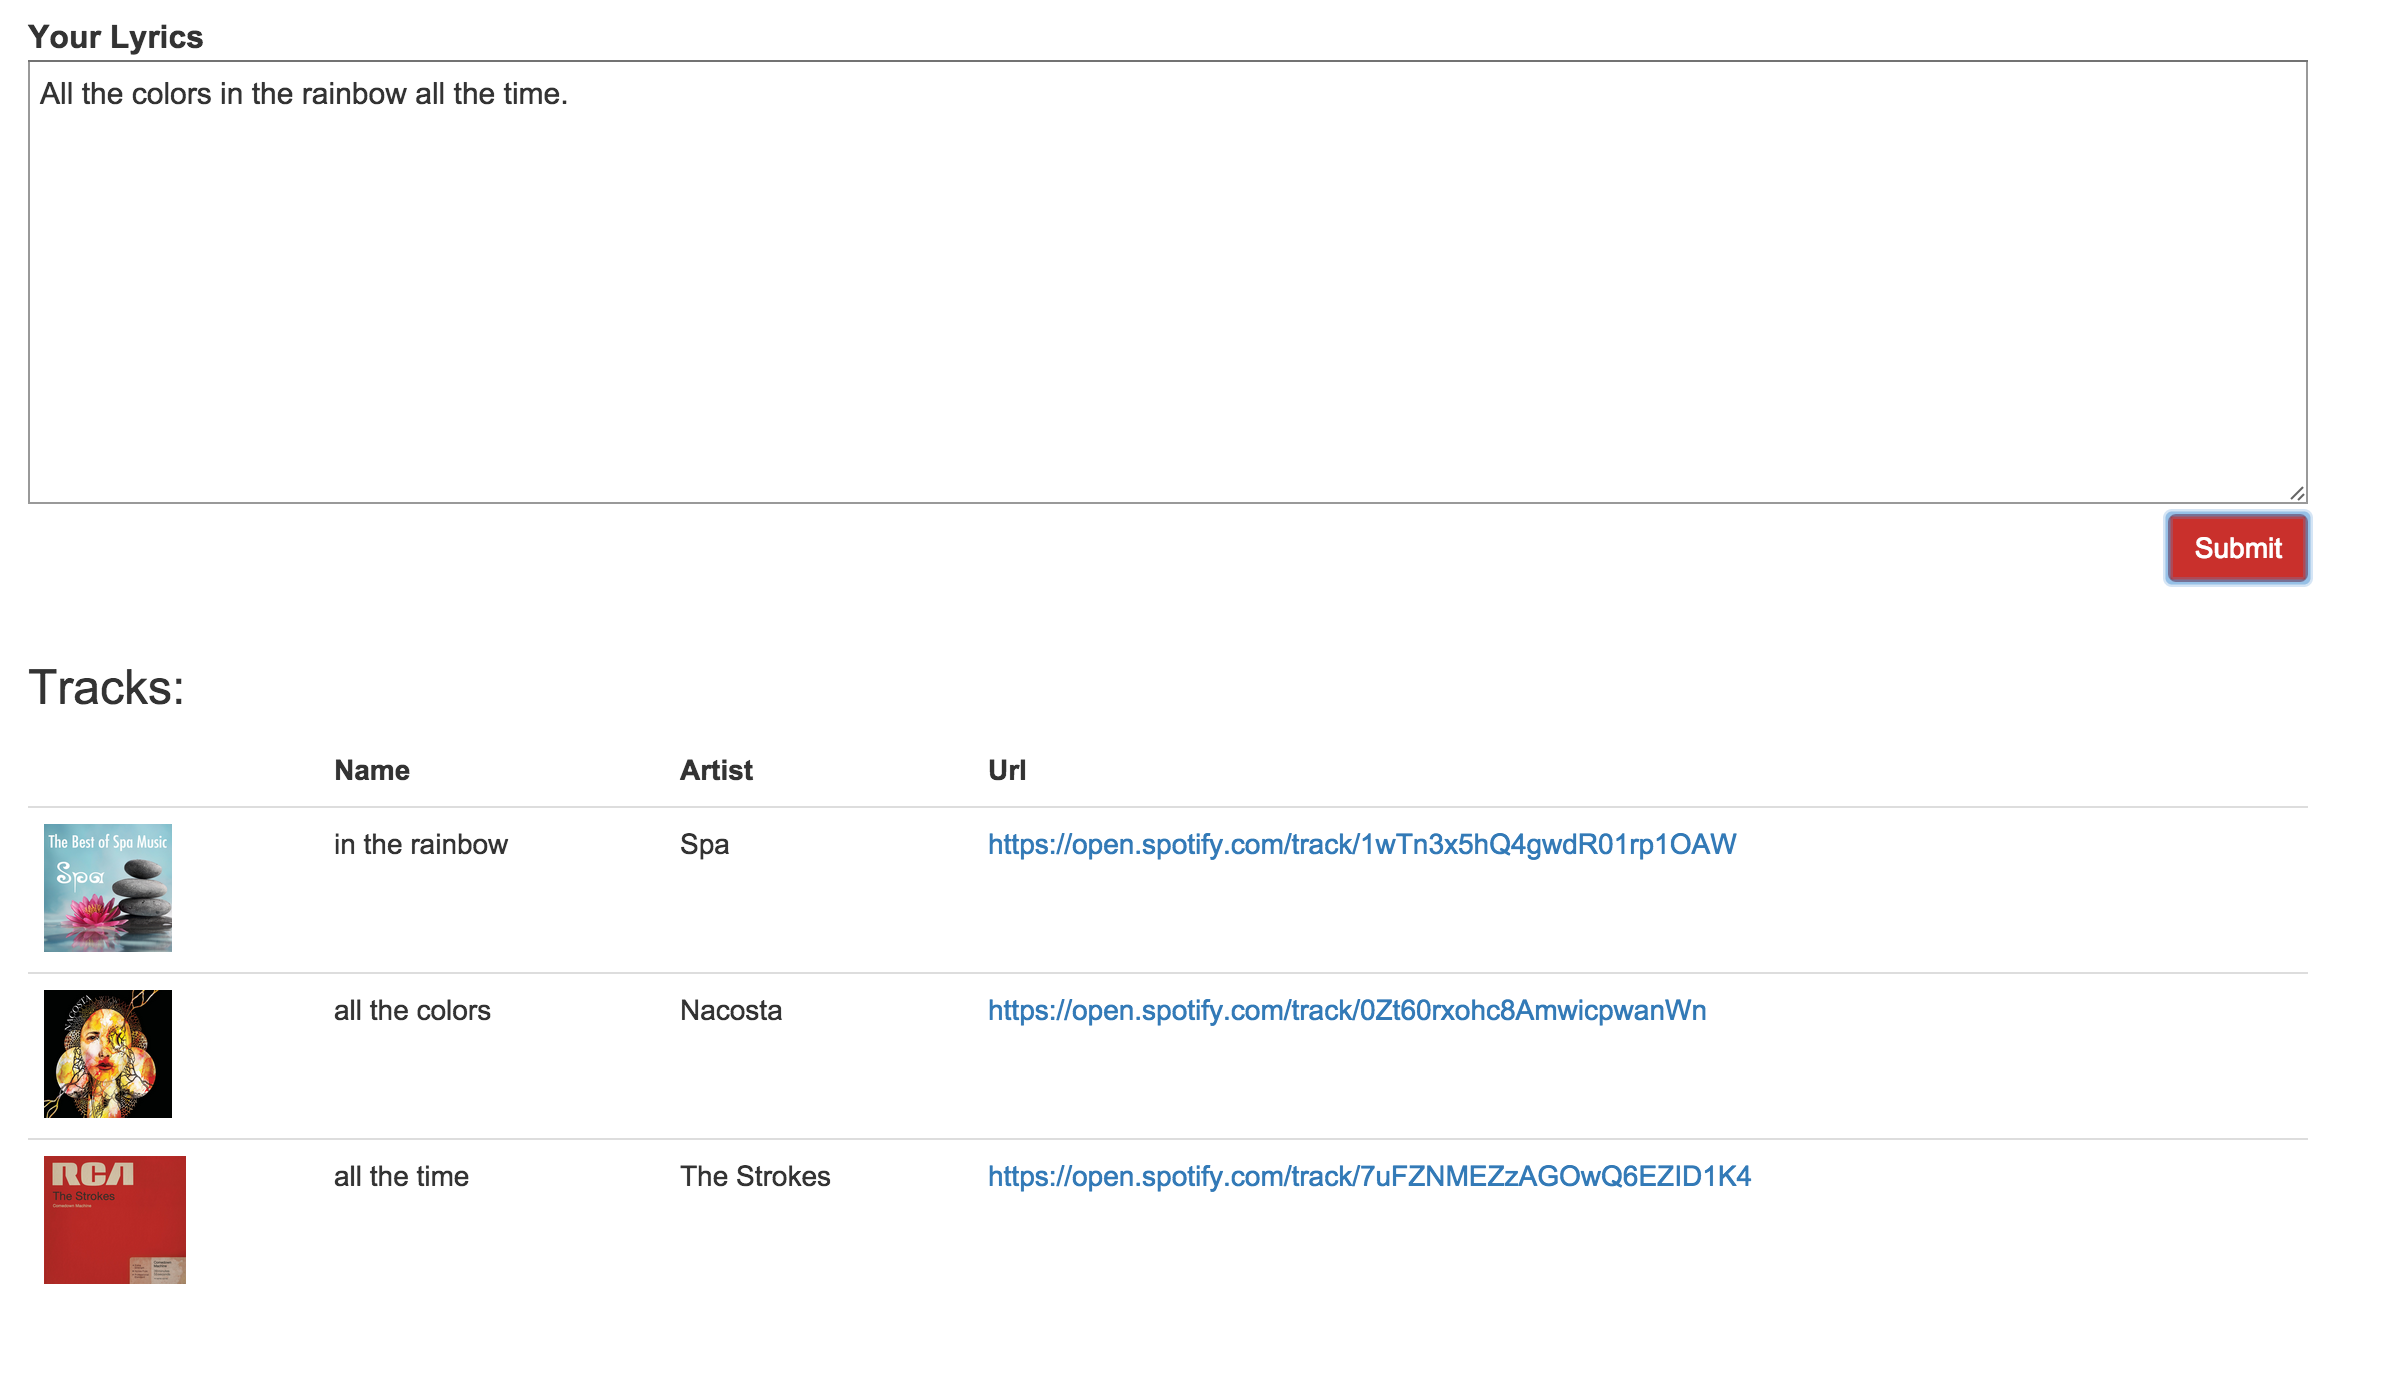 Your Lyrics
All the colors in the rainbow all the time.
Submit
Tracks:
Name Artist Url
The Best of Spa Music
Spa
in the rainbow Spa https://open.spotify.com/track/1wTn3x5hQ4gwdR01rp1OAW
NACOSTA
all the colors Nacosta https://open.spotify.com/track/0Zt60rxohc8AmwicpwanWn
RCA
The Strokes
Comedown Machine
all the time The Strokes https://open.spotify.com/track/7uFZNMEZzAGOwQ6EZID1K4